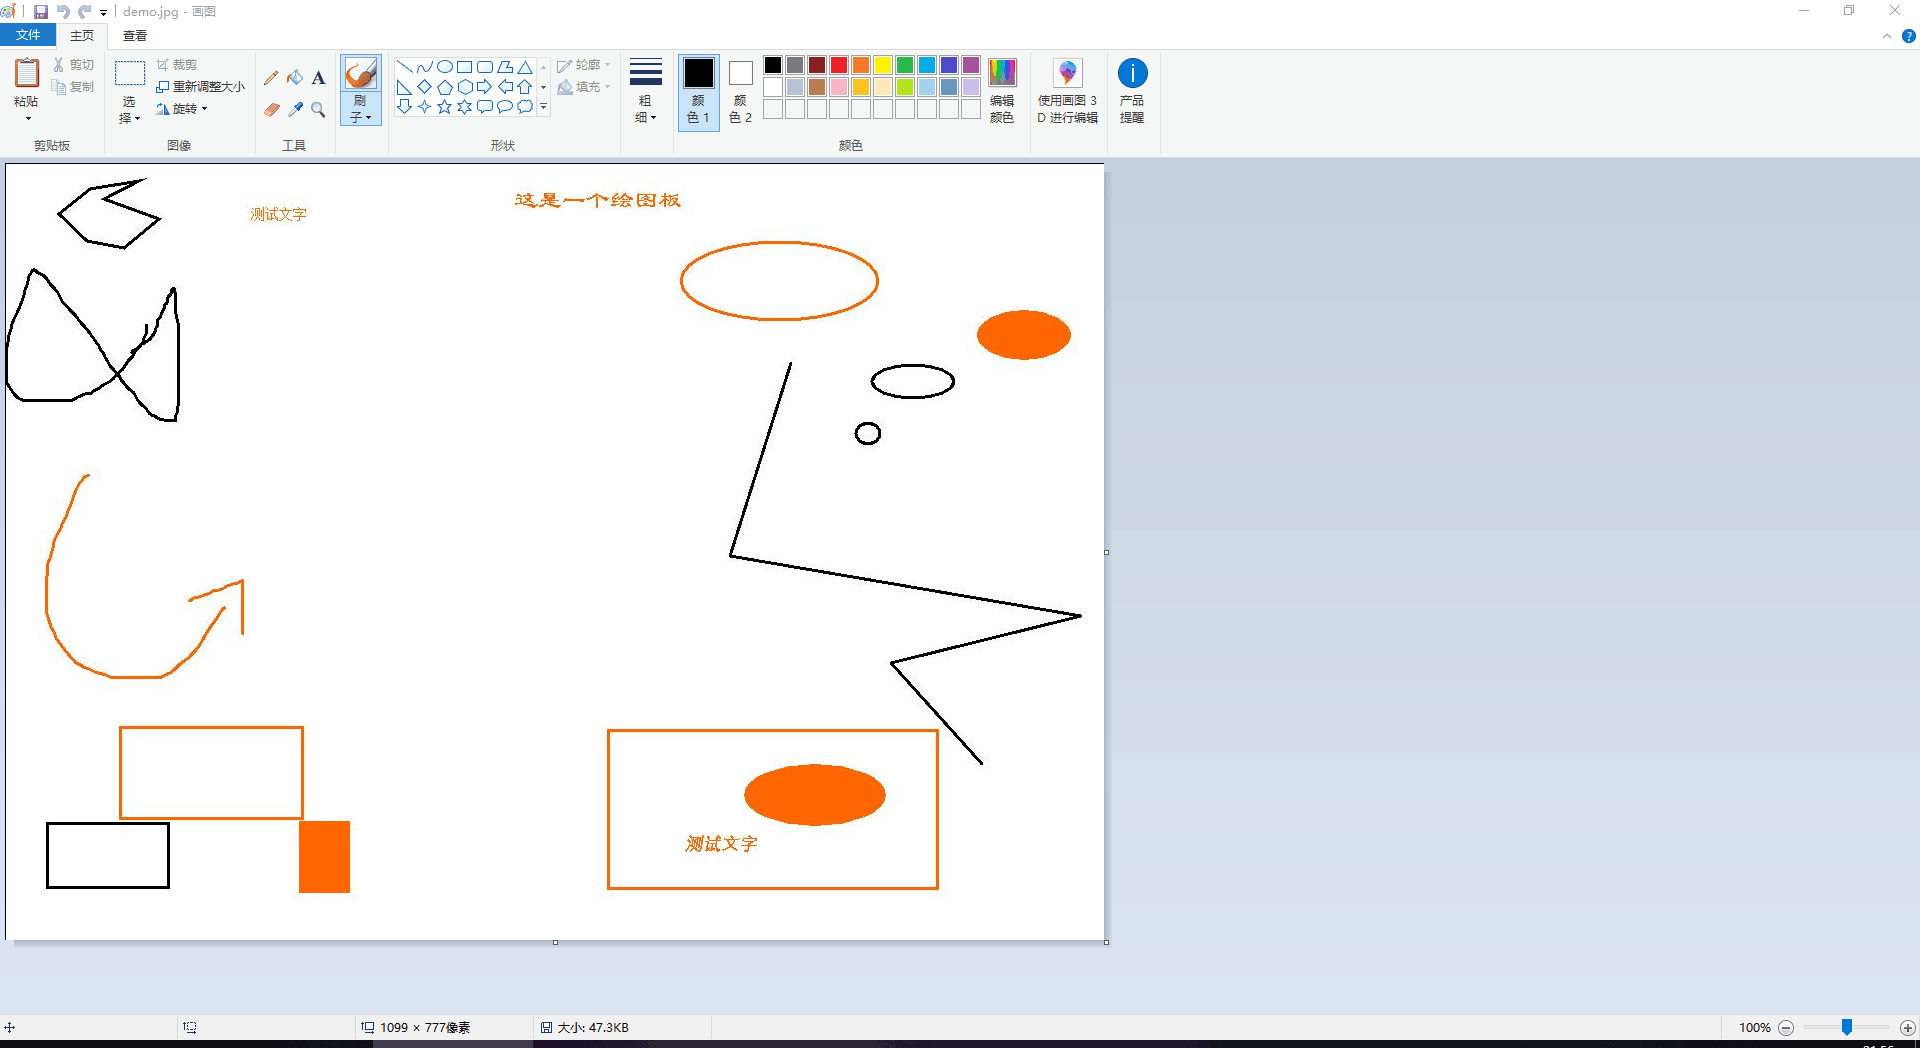 demo.jpg - 画图
文件 主页 查看
粘贴
剪切
复制
剪贴板
选
择
裁剪
重新调整大小
旋转
图像
A
工具
刷
子
形状
轮廓
填充
粗
细
颜
色 1
颜
色 2
颜色
编辑
颜色
使用画图 3
D 进行编辑
产品
提醒
测试文字
这是一个绘图板
测试文字
1099 × 777像素
大小: 47.3KB
100%